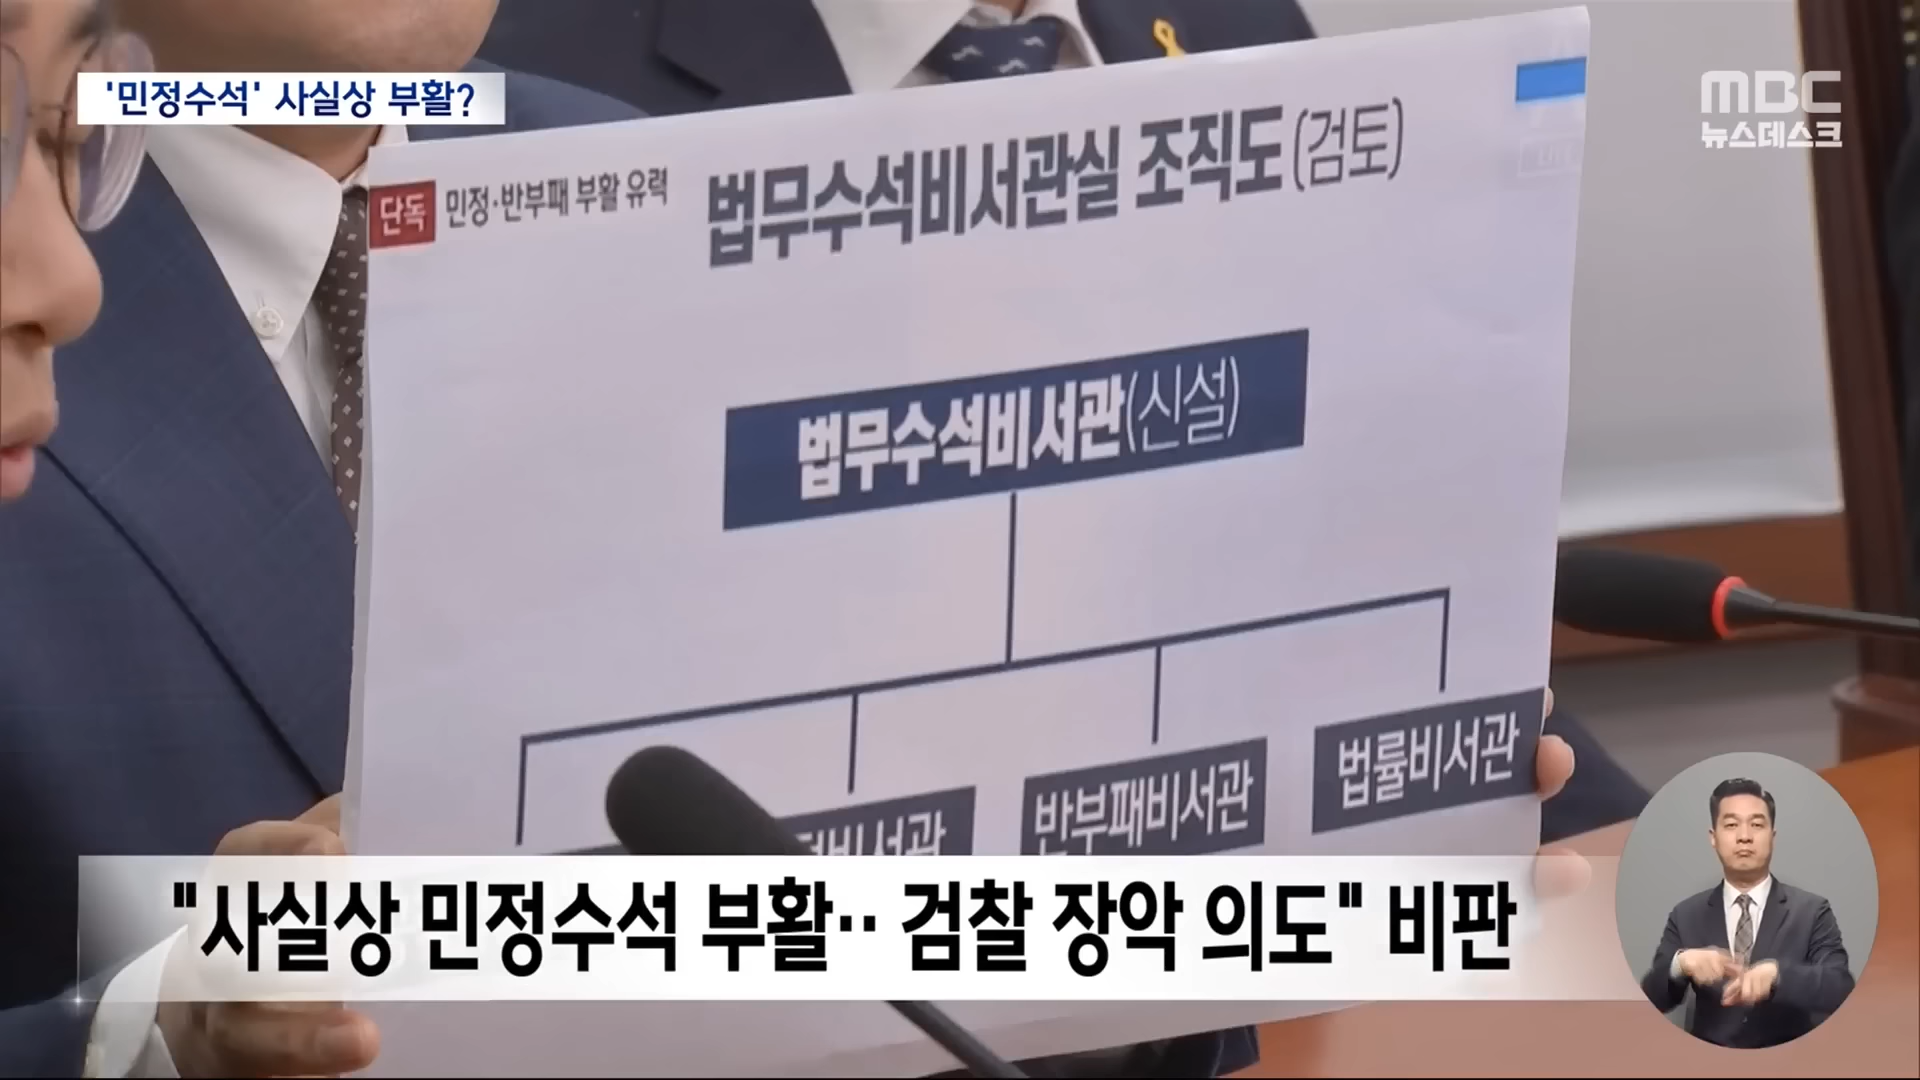 '민정수석' 사실상 부활?
MBC
뉴스데스크
단독 민정·반부패 부활 유력
법무수석비서관실 조직도(검토)
법무수석비서관(신설)
반부패비서관
법률비서관
"사실상 민정수석 부활‥ 검찰 장악 의도" 비판